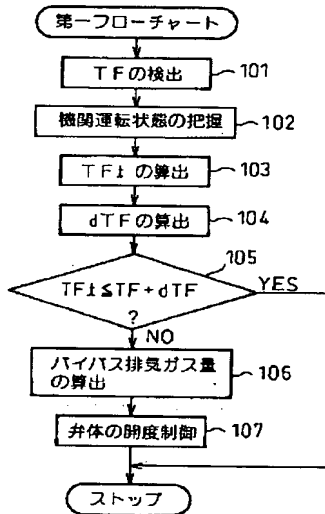 第一フローチャート
TFの検出
101
機関運転状態の把握
102
TFtの算出
103
dTFの算出
104
105
TFt≦TF+dTF
?
YES
NO
バイパス排気ガス量
の算出
106
弁体の開度制御
107
ストップ